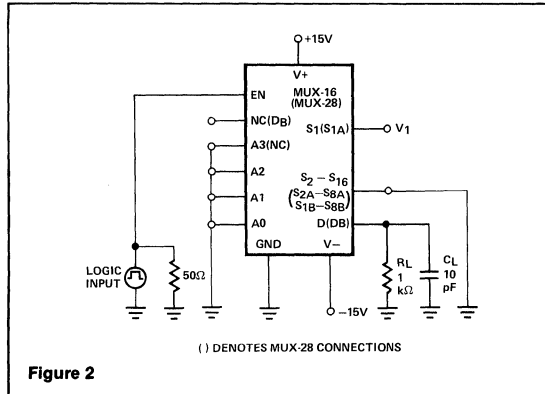 +15V
V+
MUX-16
(MUX-28)
EN
NC(DB)
S1(S1A)
V1
A3(NC)
A2
S2 – S16
(S2A–S8A)
(S1B–S8B)
A1
A0
D(DB)
GND
V–
LOGIC
INPUT
50Ω
RL
1
kΩ
CL
10
pF
–15V
( ) DENOTES MUX-28 CONNECTIONS
Figure 2